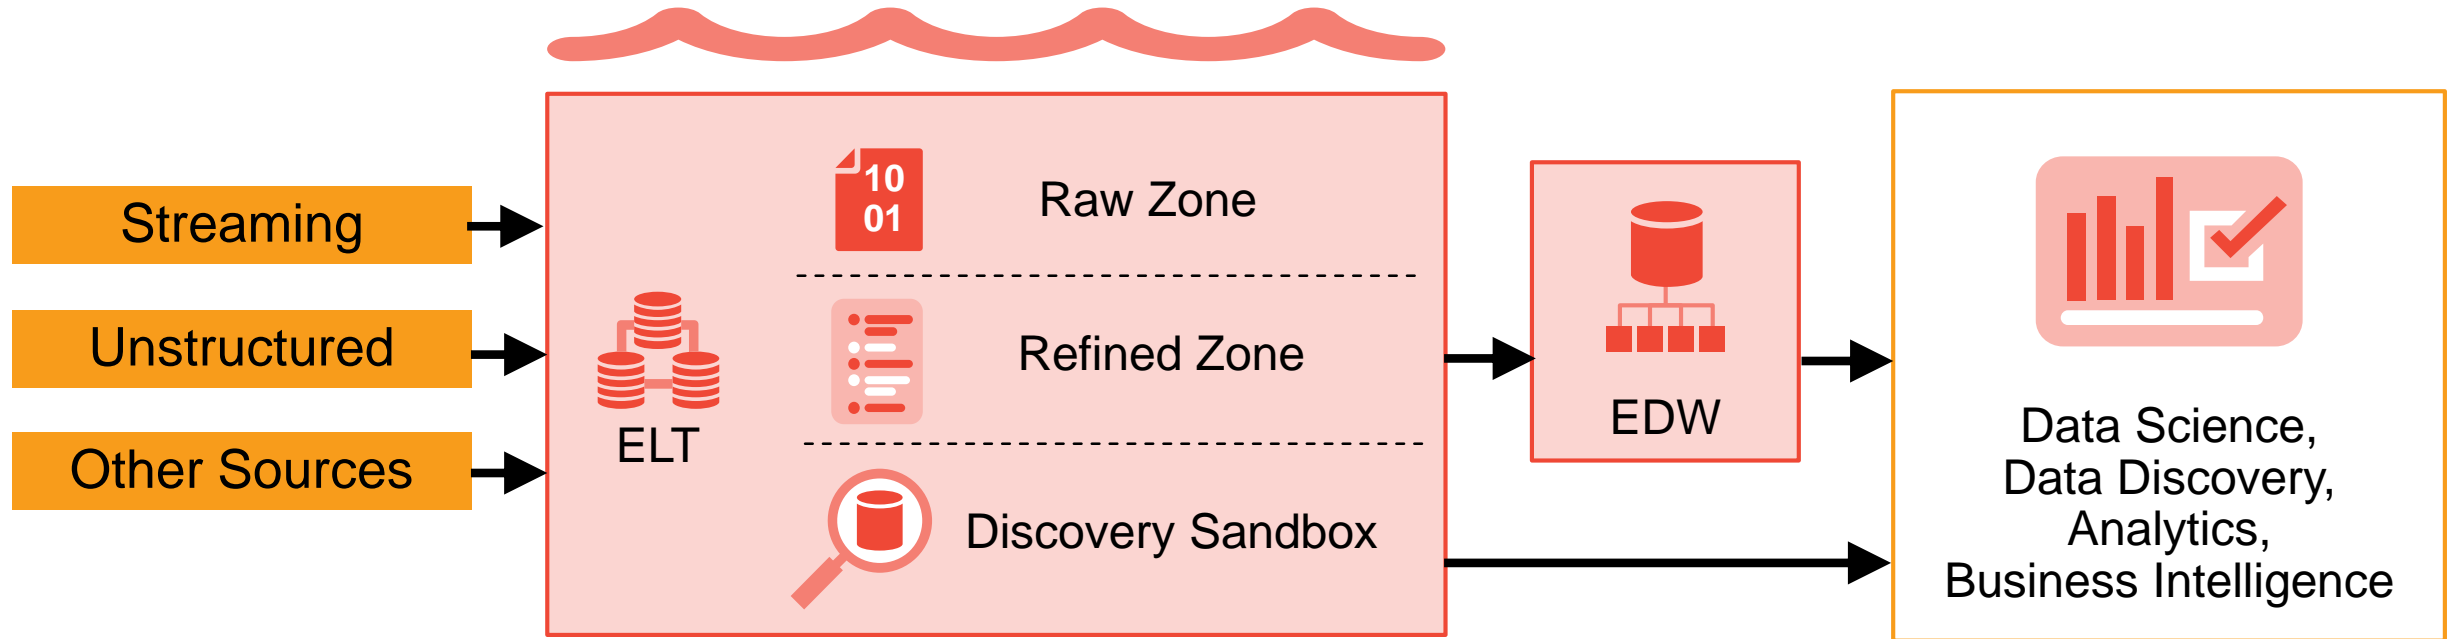 Streaming
Unstructured
Other Sources
ELT
10
01
Raw Zone
Refined Zone
Discovery Sandbox
EDW
Data Science,
Data Discovery,
Analytics,
Business Intelligence